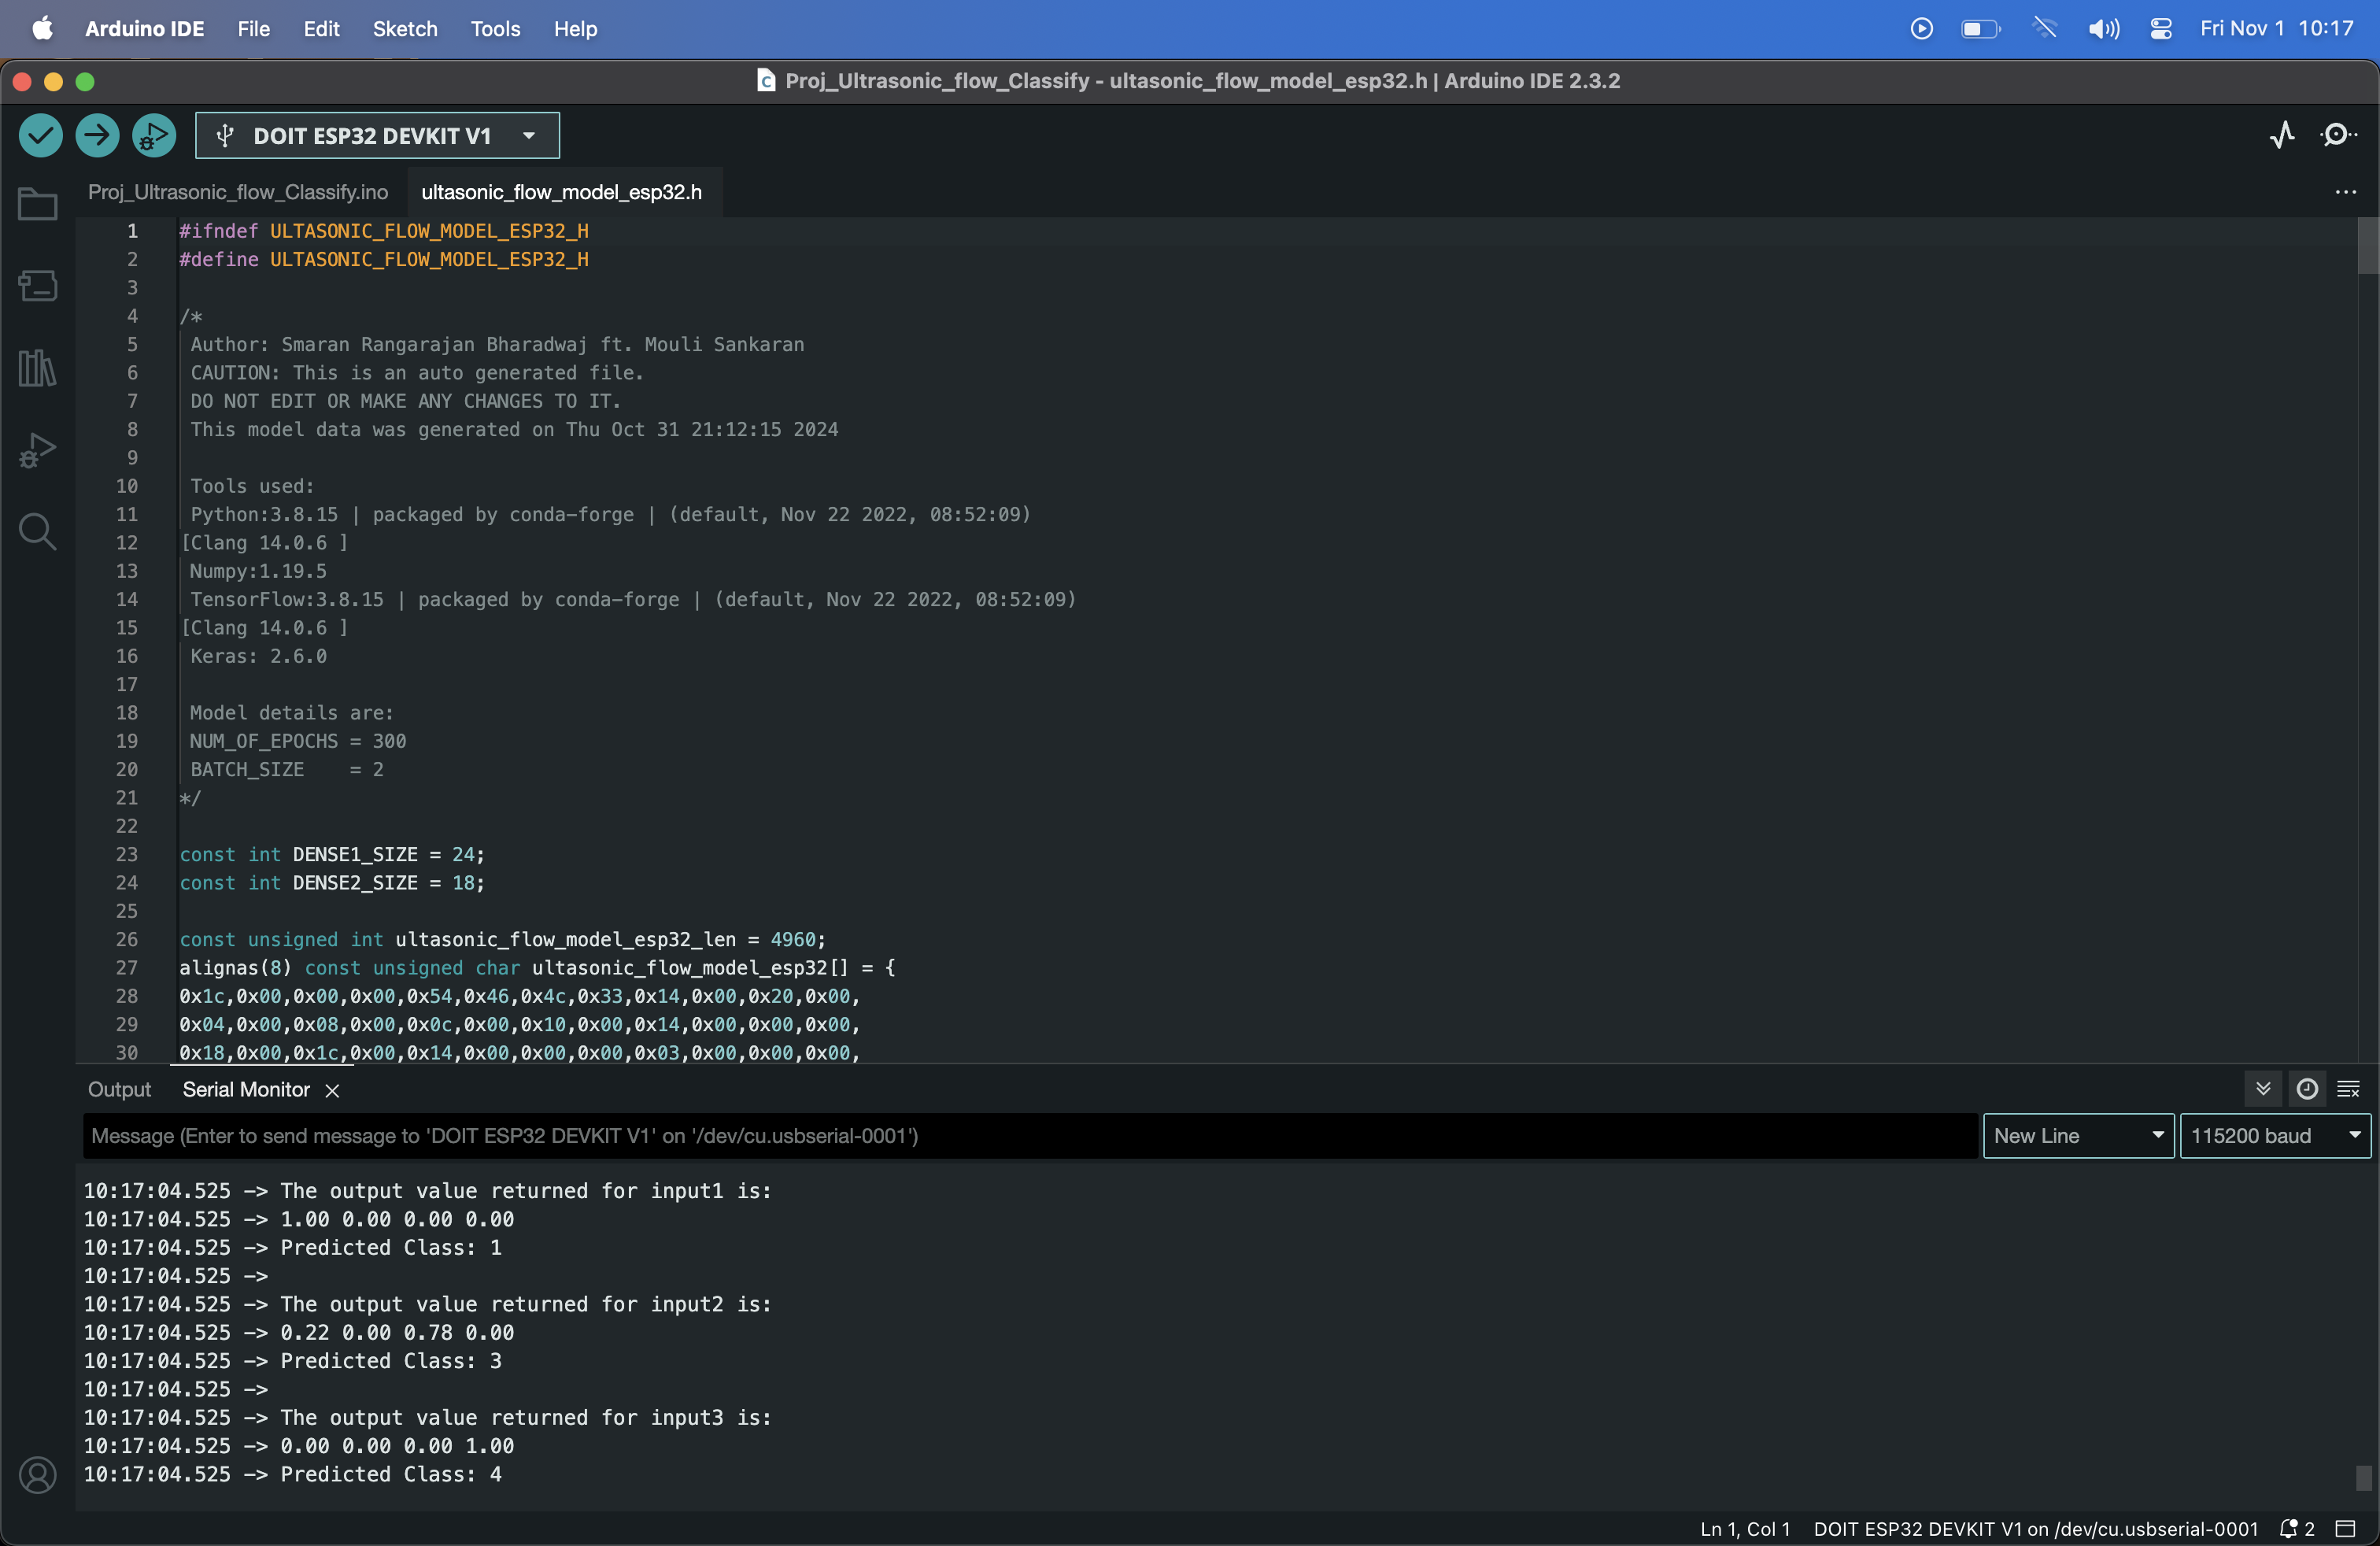 Arduino IDE File Edit Sketch Tools Help Fri Nov 1 10:17
Proj_Ultrasonic_flow_Classify - ultasonic_flow_model_esp32.h | Arduino IDE 2.3.2
DOIT ESP32 DEVKIT V1
Proj_Ultrasonic_flow_Classify.ino ultasonic_flow_model_esp32.h
1 #ifndef ULTASONIC_FLOW_MODEL_ESP32_H
2 #define ULTASONIC_FLOW_MODEL_ESP32_H
3
4 /*
5 Author: Smaran Rangarajan Bharadwaj ft. Mouli Sankaran
6 CAUTION: This is an auto generated file.
7 DO NOT EDIT OR MAKE ANY CHANGES TO IT.
8 This model data was generated on Thu Oct 31 21:12:15 2024
9
10 Tools used:
11 Python:3.8.15 | packaged by conda-forge | (default, Nov 22 2022, 08:52:09)
12 [Clang 14.0.6 ]
13 Numpy:1.19.5
14 TensorFlow:3.8.15 | packaged by conda-forge | (default, Nov 22 2022, 08:52:09)
15 [Clang 14.0.6 ]
16 Keras: 2.6.0
17
18 Model details are:
19 NUM_OF_EPOCHS = 300
20 BATCH_SIZE    = 2
21 */
22
23 const int DENSE1_SIZE = 24;
24 const int DENSE2_SIZE = 18;
25
26 const unsigned int ultasonic_flow_model_esp32_len = 4960;
27 alignas(8) const unsigned char ultasonic_flow_model_esp32[] = {
28 0x1c,0x00,0x00,0x00,0x54,0x46,0x4c,0x33,0x14,0x00,0x20,0x00,
29 0x04,0x00,0x08,0x00,0x0c,0x00,0x10,0x00,0x14,0x00,0x00,0x00,
30 0x18,0x00,0x1c,0x00,0x14,0x00,0x00,0x00,0x03,0x00,0x00,0x00,
Output Serial Monitor
Message (Enter to send message to 'DOIT ESP32 DEVKIT V1' on '/dev/cu.usbserial-0001') New Line 115200 baud
10:17:04.525 -> The output value returned for input1 is:
10:17:04.525 -> 1.00 0.00 0.00 0.00
10:17:04.525 -> Predicted Class: 1
10:17:04.525 ->
10:17:04.525 -> The output value returned for input2 is:
10:17:04.525 -> 0.22 0.00 0.78 0.00
10:17:04.525 -> Predicted Class: 3
10:17:04.525 ->
10:17:04.525 -> The output value returned for input3 is:
10:17:04.525 -> 0.00 0.00 0.00 1.00
10:17:04.525 -> Predicted Class: 4
Ln 1, Col 1 DOIT ESP32 DEVKIT V1 on /dev/cu.usbserial-0001 2